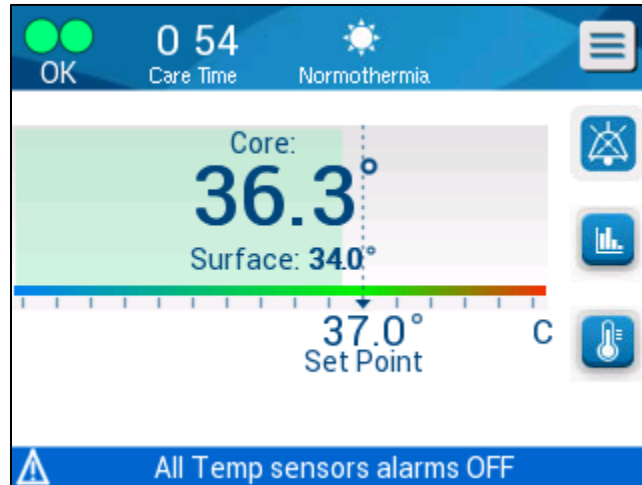 OK
0 54
Care Time
Normothermia
Core:
36.3°
Surface: 34.0°
37.0°
C
Set Point
All Temp sensors alarms OFF